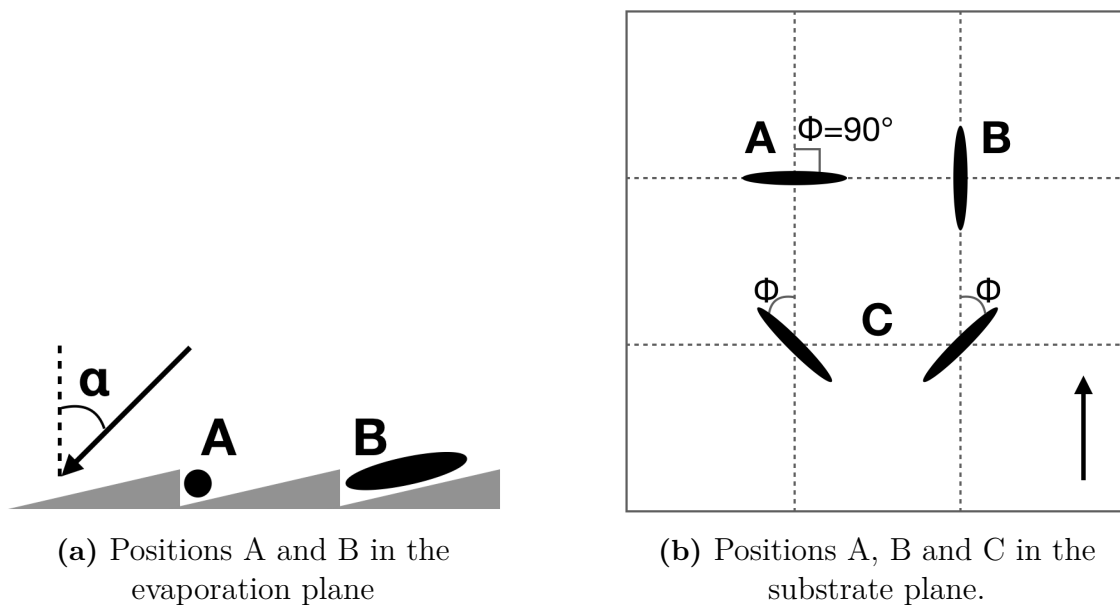 α
A
B
(a) Positions A and B in the
evaporation plane
A
Φ=90°
B
Φ
C
Φ
(b) Positions A, B and C in the
substrate plane.